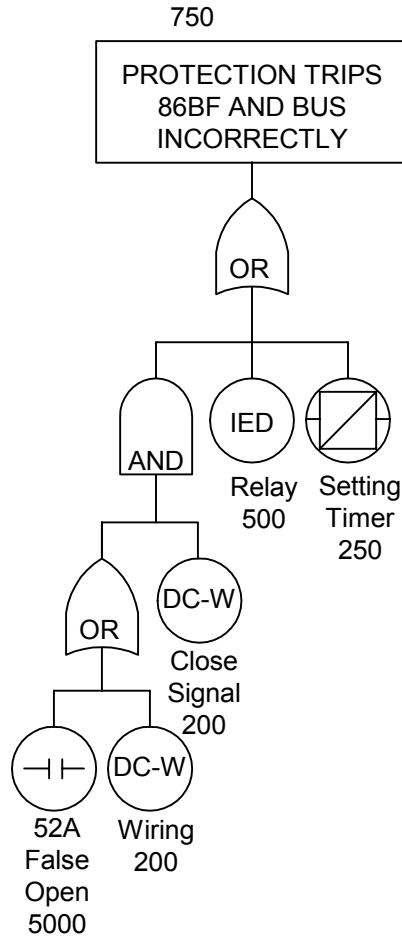 750
PROTECTION TRIPS
86BF AND BUS
INCORRECTLY
OR
AND
IED
Relay
500
Setting
Timer
250
OR
DC-W
Close
Signal
200
52A
False
Open
5000
DC-W
Wiring
200